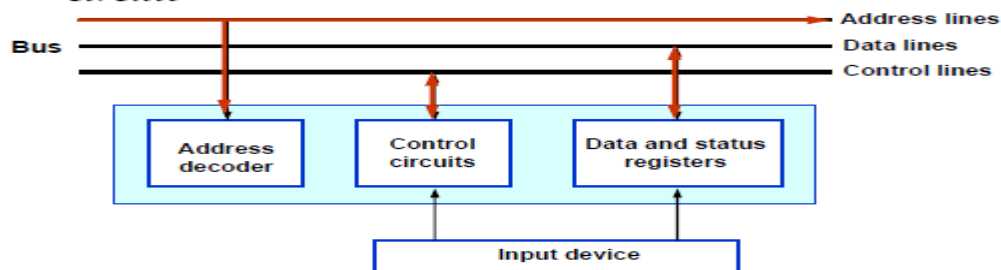 Address lines
Bus
Data lines
Control lines
Address
decoder
Control
circuits
Data and status
registers
Input device